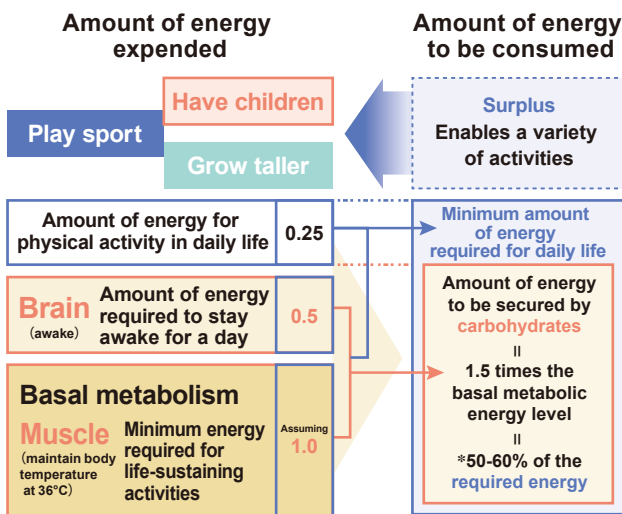 Amount of energy
expended
Amount of energy
to be consumed
Have children
Play sport
Grow taller
Surplus
Enables a variety
of activities
Amount of energy for
physical activity in daily life
0.25
Minimum amount
of energy
required for daily life
Brain
(awake)
Amount of energy
required to stay
awake for a day
0.5
Amount of energy
to be secured by
carbohydrates
=
1.5 times the
basal metabolic
energy level
=
*50-60% of the
required energy
Basal metabolism
Muscle
(maintain body
temperature
at 36°C)
Minimum energy
required for
life-sustaining
activities
Assuming
1.0